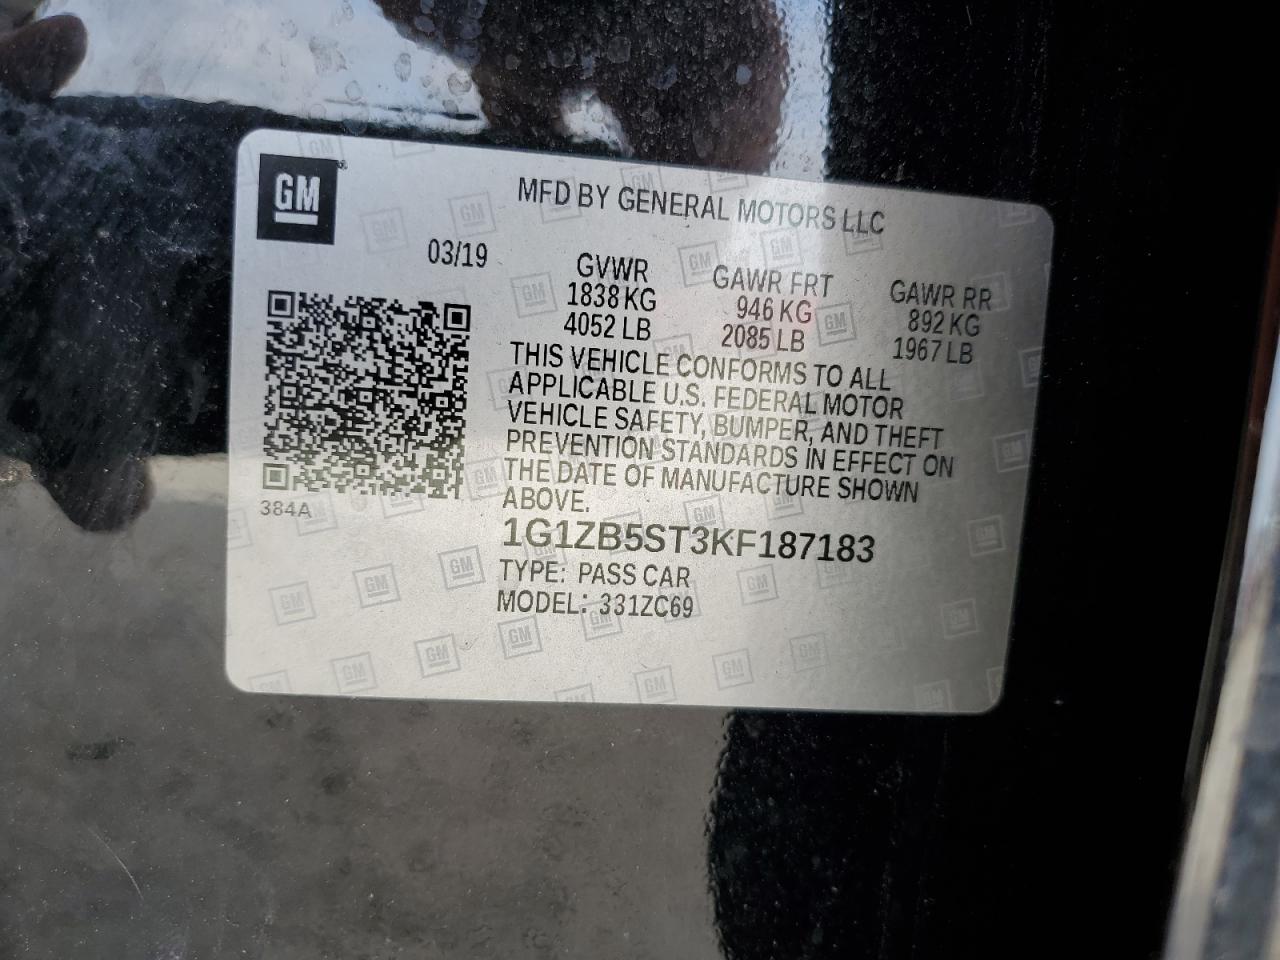 GM
MFD BY GENERAL MOTORS LLC
03/19
GVWR GAWR FRT GAWR RR
1838 KG 946 KG 892 KG
4052 LB 2085 LB 1967 LB
THIS VEHICLE CONFORMS TO ALL
APPLICABLE U.S. FEDERAL MOTOR
VEHICLE SAFETY, BUMPER, AND THEFT
PREVENTION STANDARDS IN EFFECT ON
THE DATE OF MANUFACTURE SHOWN
ABOVE.
384A
1G1ZB5ST3KF187183
TYPE: PASS CAR
MODEL: 331ZC69